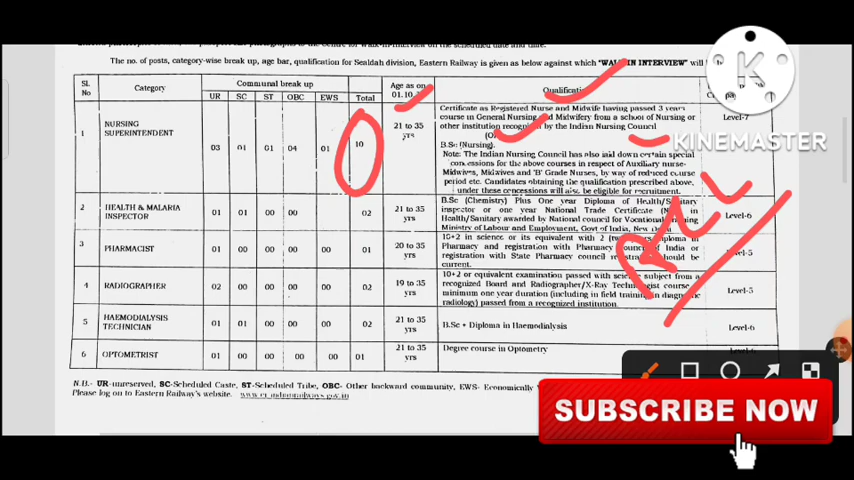 The no. of posts, category-wise break up, age bar, qualification for Sealdah division, Eastern Railway is given as below against which "WALK IN INTERVIEW" will be
Sl. No
Category
Communal break up
UR SC ST OBC EWS Total
Age as on 01.10.
Qualification
1 NURSING SUPERINTENDENT 03 01 01 04 01 10 21 to 35 yrs
Certificate as Registered Nurse and Midwife having passed 3 years
course in General Nursing and Midwifery from a school of Nursing or
other institution recognized by the Indian Nursing Council
(O
B.Sc (Nursing).
Note: The Indian Nursing Council has also laid down certain special
concessions for the above courses in respect of Auxiliary nurse-
Midwives, Midwives and 'B' Grade Nurses, by way of reduced course
period etc. Candidates obtaining the qualification prescribed above,
under these concessions will also be eligible for recruitment.
Level-7
2 HEALTH & MALARIA INSPECTOR 01 01 00 00 02 21 to 35 yrs
B.Sc (Chemistry) Plus One year Diploma of Health/Sanitary
inspector or one year National Trade Certificate
in Health/Sanitary awarded by National council for Vocational
Ministry of Labour and Employment, Govt of India, New
Level-6
3 PHARMACIST 01 00 00 00 00 01 20 to 35 yrs
10+2 in science or its equivalent with 2 Diploma in
Pharmacy and registration with Pharmacy council of India or
registration with State Pharmacy council should be
current.
4 RADIOGRAPHER 02 00 00 00 00 02 19 to 35 yrs
10+2 or equivalent examination passed with science subject from a
recognized Board and Radiographer/X-Ray course
minimum one year duration (including in field training in
radiology) passed from a recognized institution.
Level-5
5 HAEMODIALYSIS TECHNICIAN 01 01 00 00 02 21 to 35 yrs B.Sc + Diploma in Haemodialysis Level-6
6 OPTOMETRIST 01 00 00 00 00 01 21 to 35 yrs Degree course in Optometry
N.B.- UR-unreserved, SC-Scheduled Caste, ST-Scheduled Tribe, OBC- Other backward community, EWS- Economically
Please log on to Eastern Railway's website. www.er.indianrailways.gov.in
K
KINEMASTER
SUBSCRIBE NOW